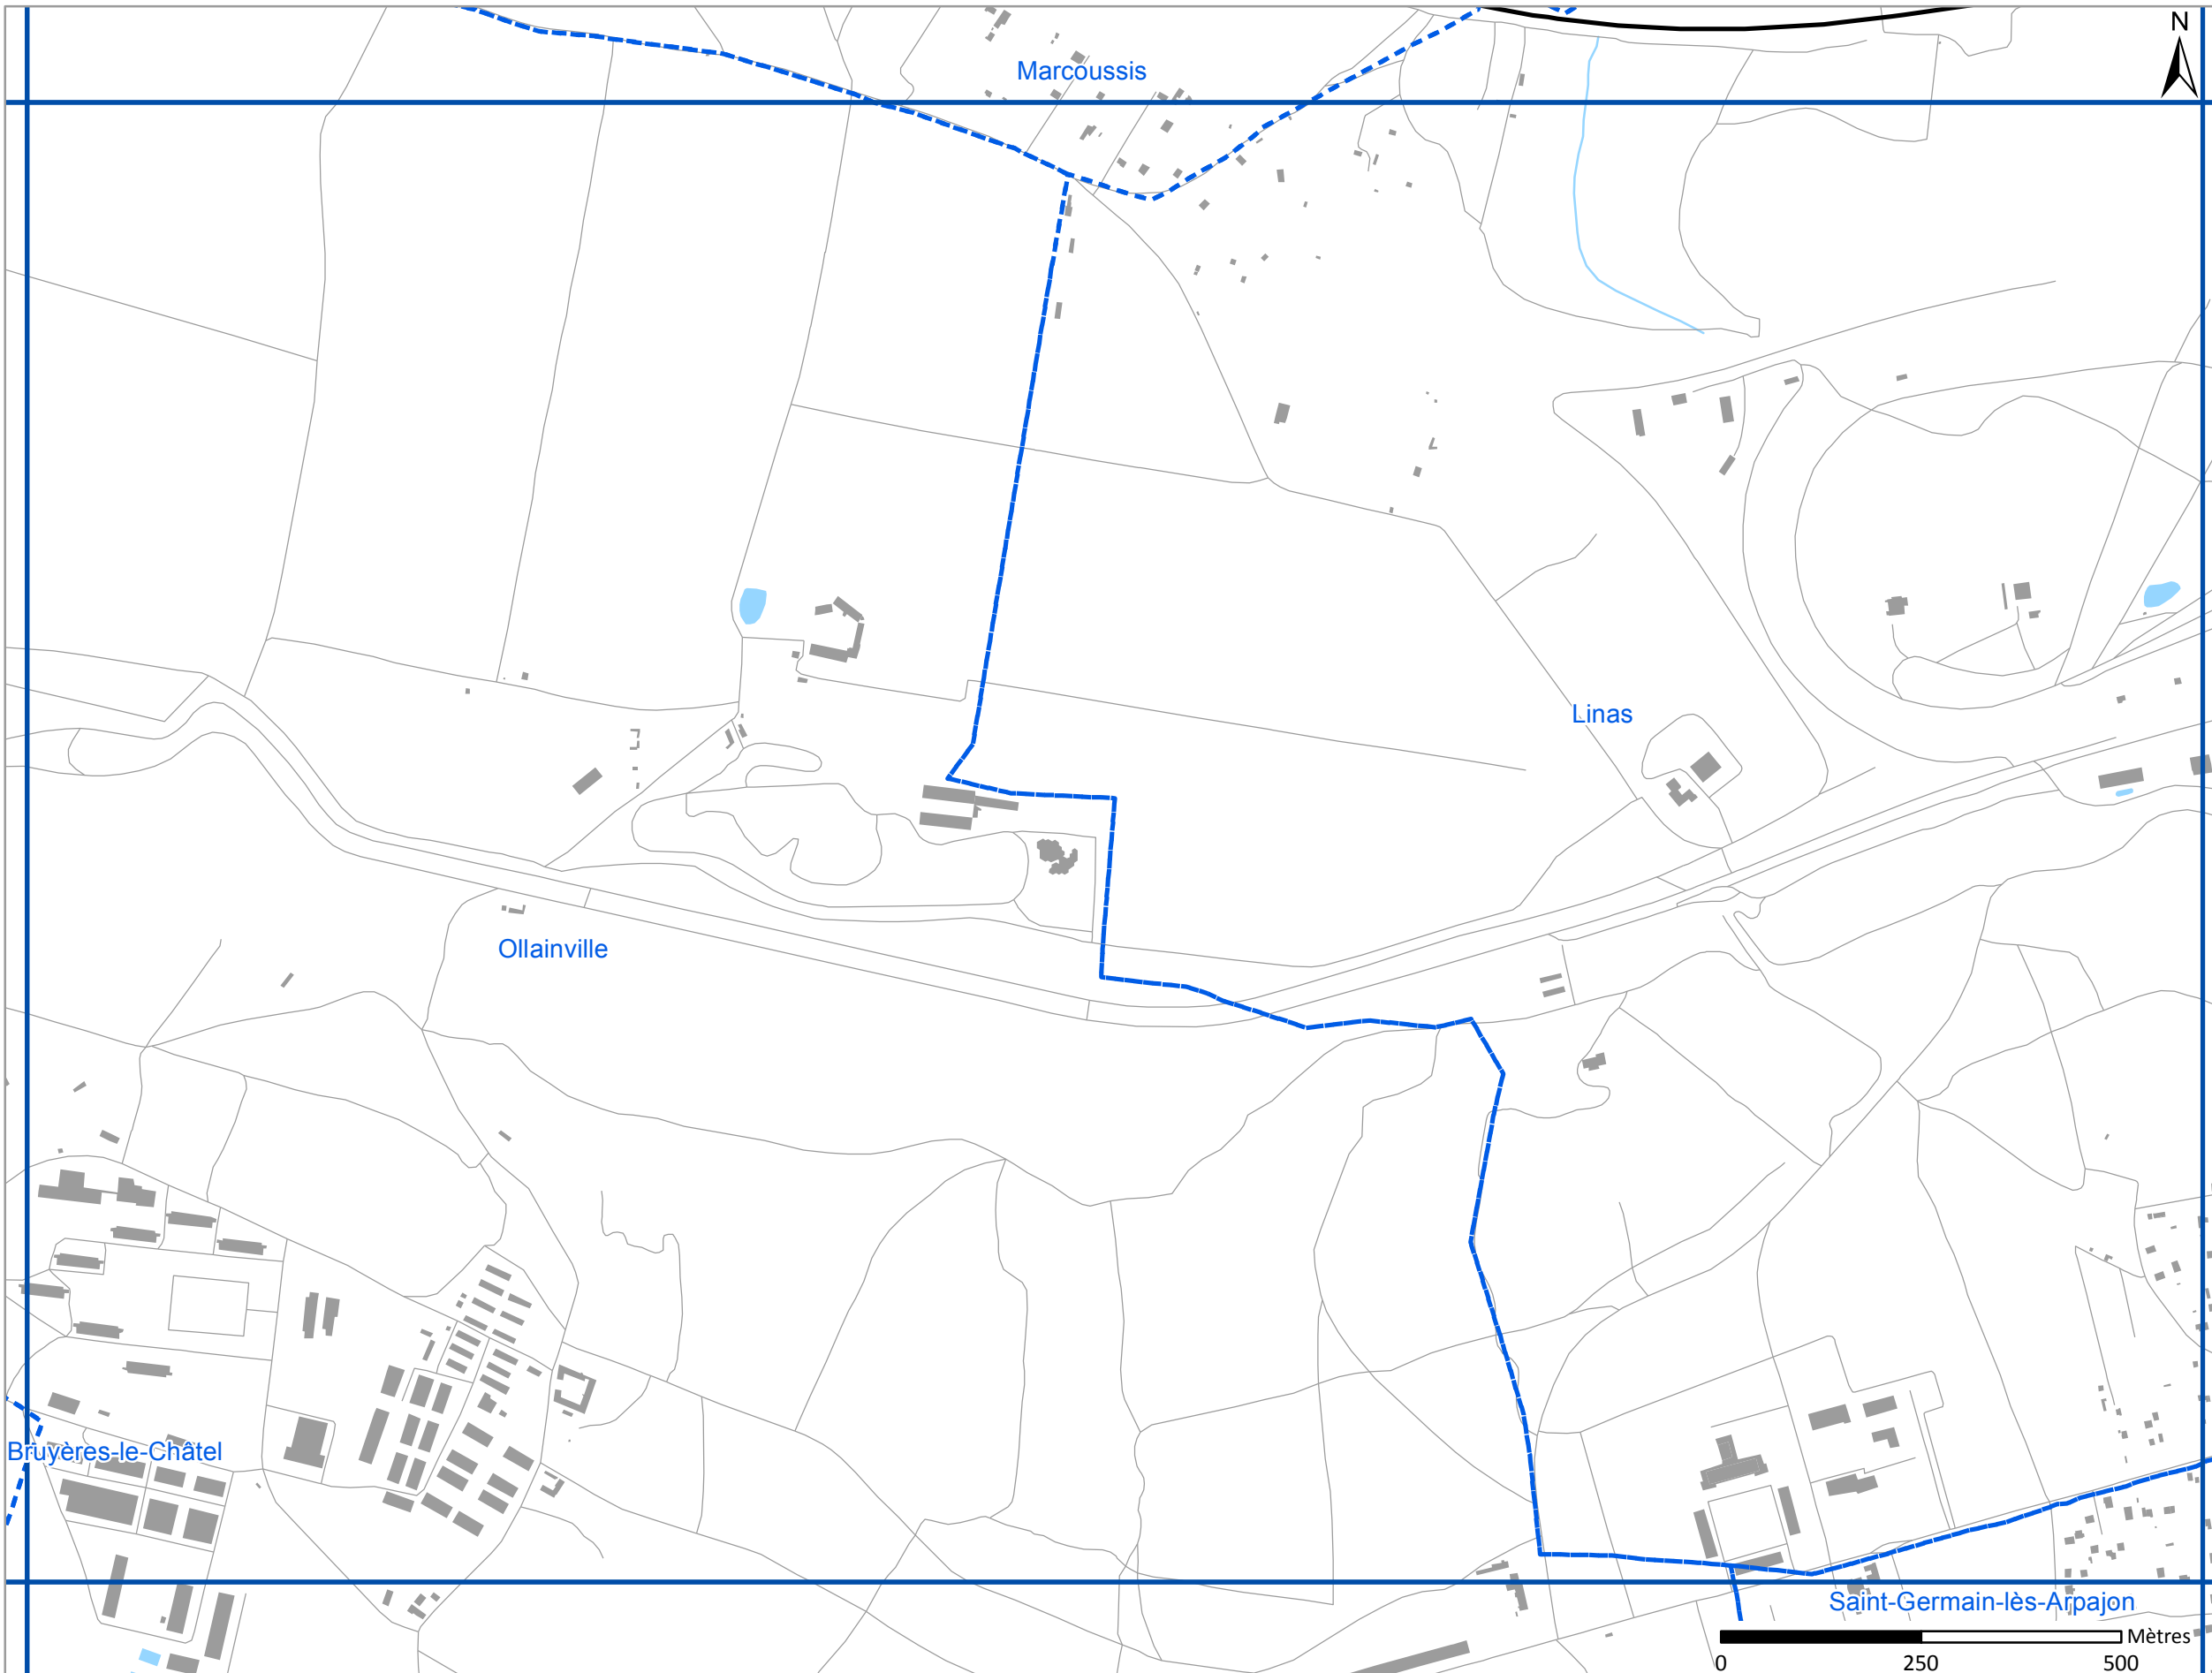 N
Marcoussis
Linas
Ollainville
Bruyères-le-Châtel
Saint-Germain-lès-Arpajon
Mètres
0 250 500